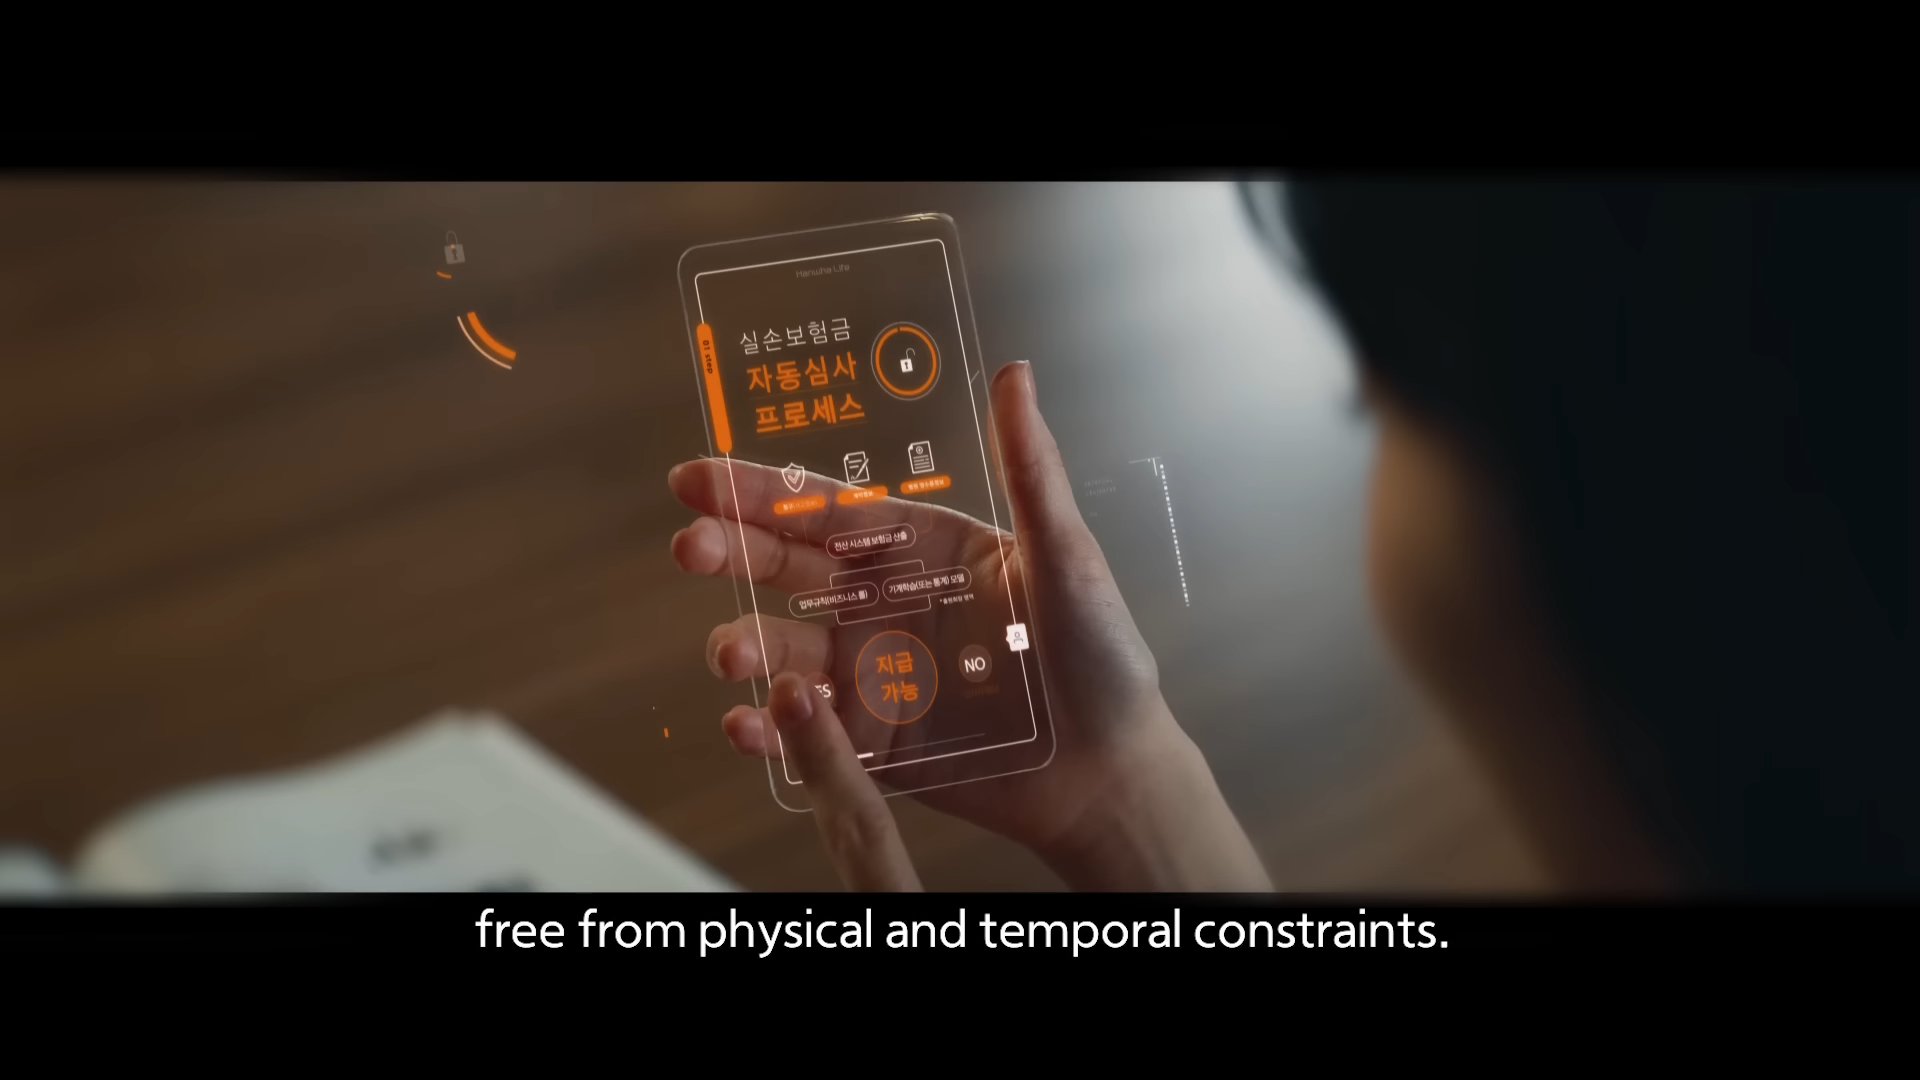 Hanwha Life
01 step
실손보험금
자동심사
프로세스
전산 시스템 보험금 산출
업무규칙(비즈니스 룰)
기계학습(또는 통계) 모델
지급
가능
NO
free from physical and temporal constraints.